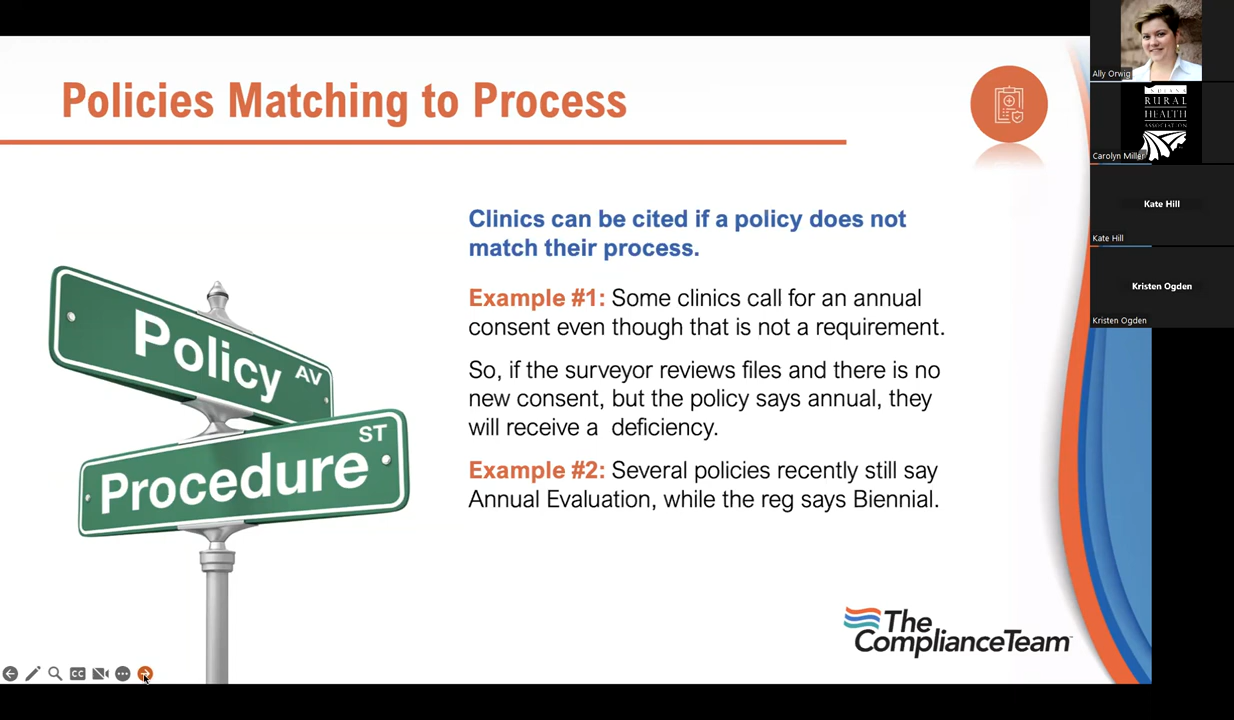 Policies Matching to Process
Clinics can be cited if a policy does not
match their process.
Example #1: Some clinics call for an annual
consent even though that is not a requirement.
So, if the surveyor reviews files and there is no
new consent, but the policy says annual, they
will receive a deficiency.
Example #2: Several policies recently still say
Annual Evaluation, while the reg says Biennial.
Policy AV
Procedure ST
The
ComplianceTeam
CC
Ally Orwig
INDIANA
RURAL
HEALTH
ASSOCIATION
Carolyn Miller
Kate Hill
Kate Hill
Kristen Ogden
Kristen Ogden